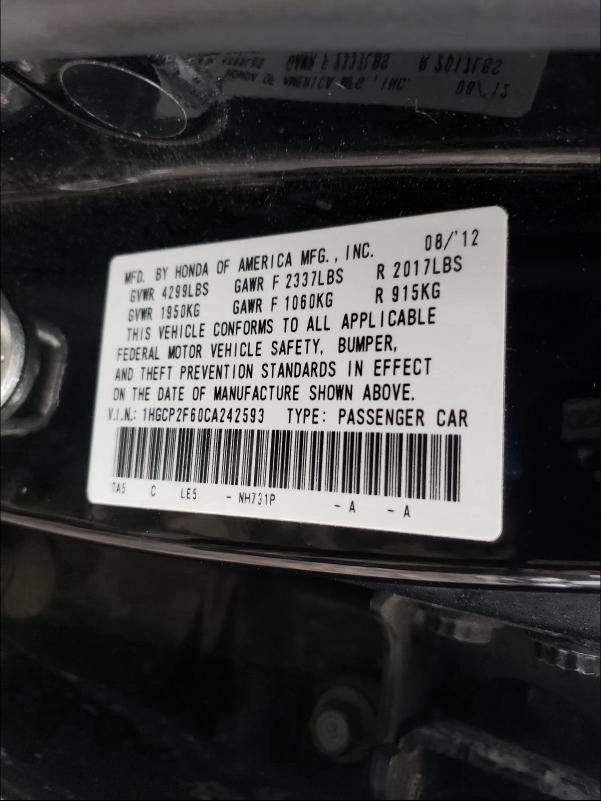 MFD. BY HONDA OF AMERICA MFG., INC. 08/'12
GVWR 4299LBS GAWR F 2337LBS R 2017LBS
GVWR 1950KG GAWR F 1060KG R 915KG
THIS VEHICLE CONFORMS TO ALL APPLICABLE
FEDERAL MOTOR VEHICLE SAFETY, BUMPER,
AND THEFT PREVENTION STANDARDS IN EFFECT
ON THE DATE OF MANUFACTURE SHOWN ABOVE.
V.I.N.: 1HGCP2F60CA242593 TYPE: PASSENGER CAR
TA5 C LE5 - NH731P - A - A